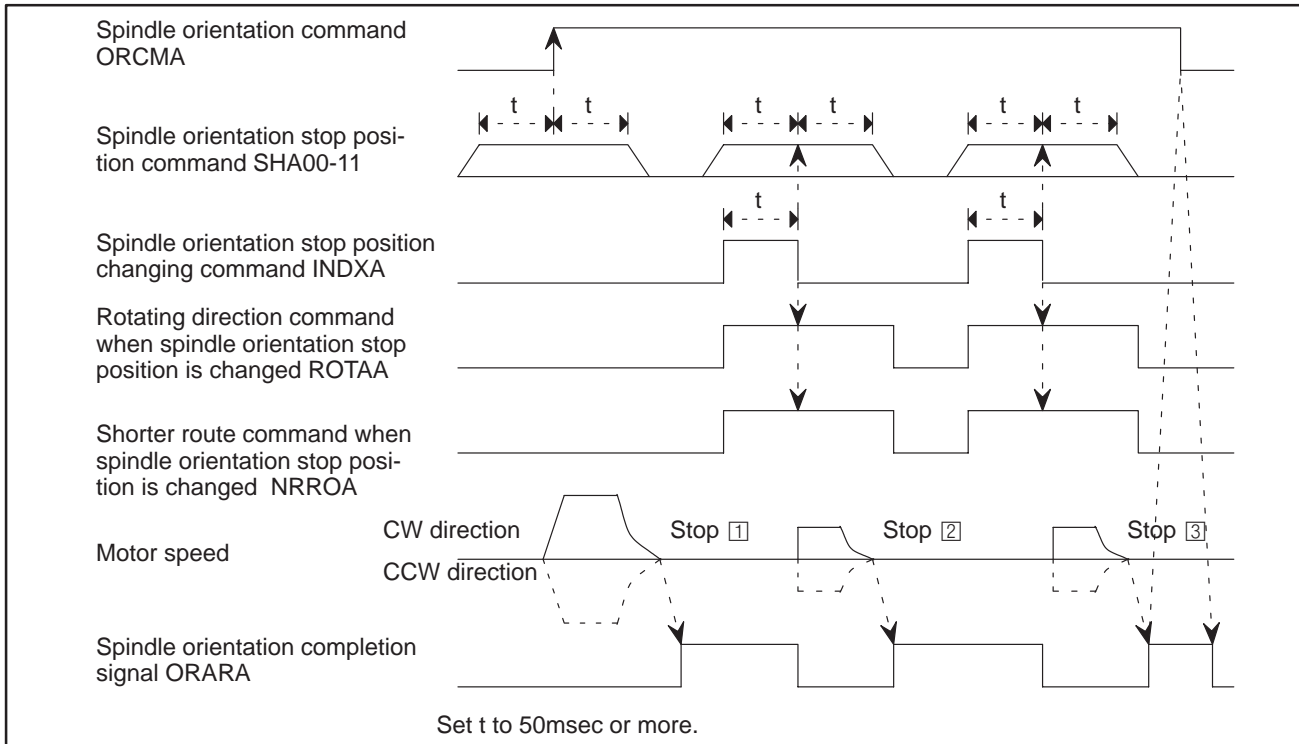 Spindle orientation command
ORCMA
t t t t t t
Spindle orientation stop posi-
tion command SHA00-11
t t
Spindle orientation stop position
changing command INDXA
Rotating direction command
when spindle orientation stop
position is changed ROTAA
Shorter route command when
spindle orientation stop posi-
tion is changed NRROA
CW direction Stop 1 Stop 2 Stop 3
Motor speed
CCW direction
Spindle orientation completion
signal ORARA
Set t to 50msec or more.